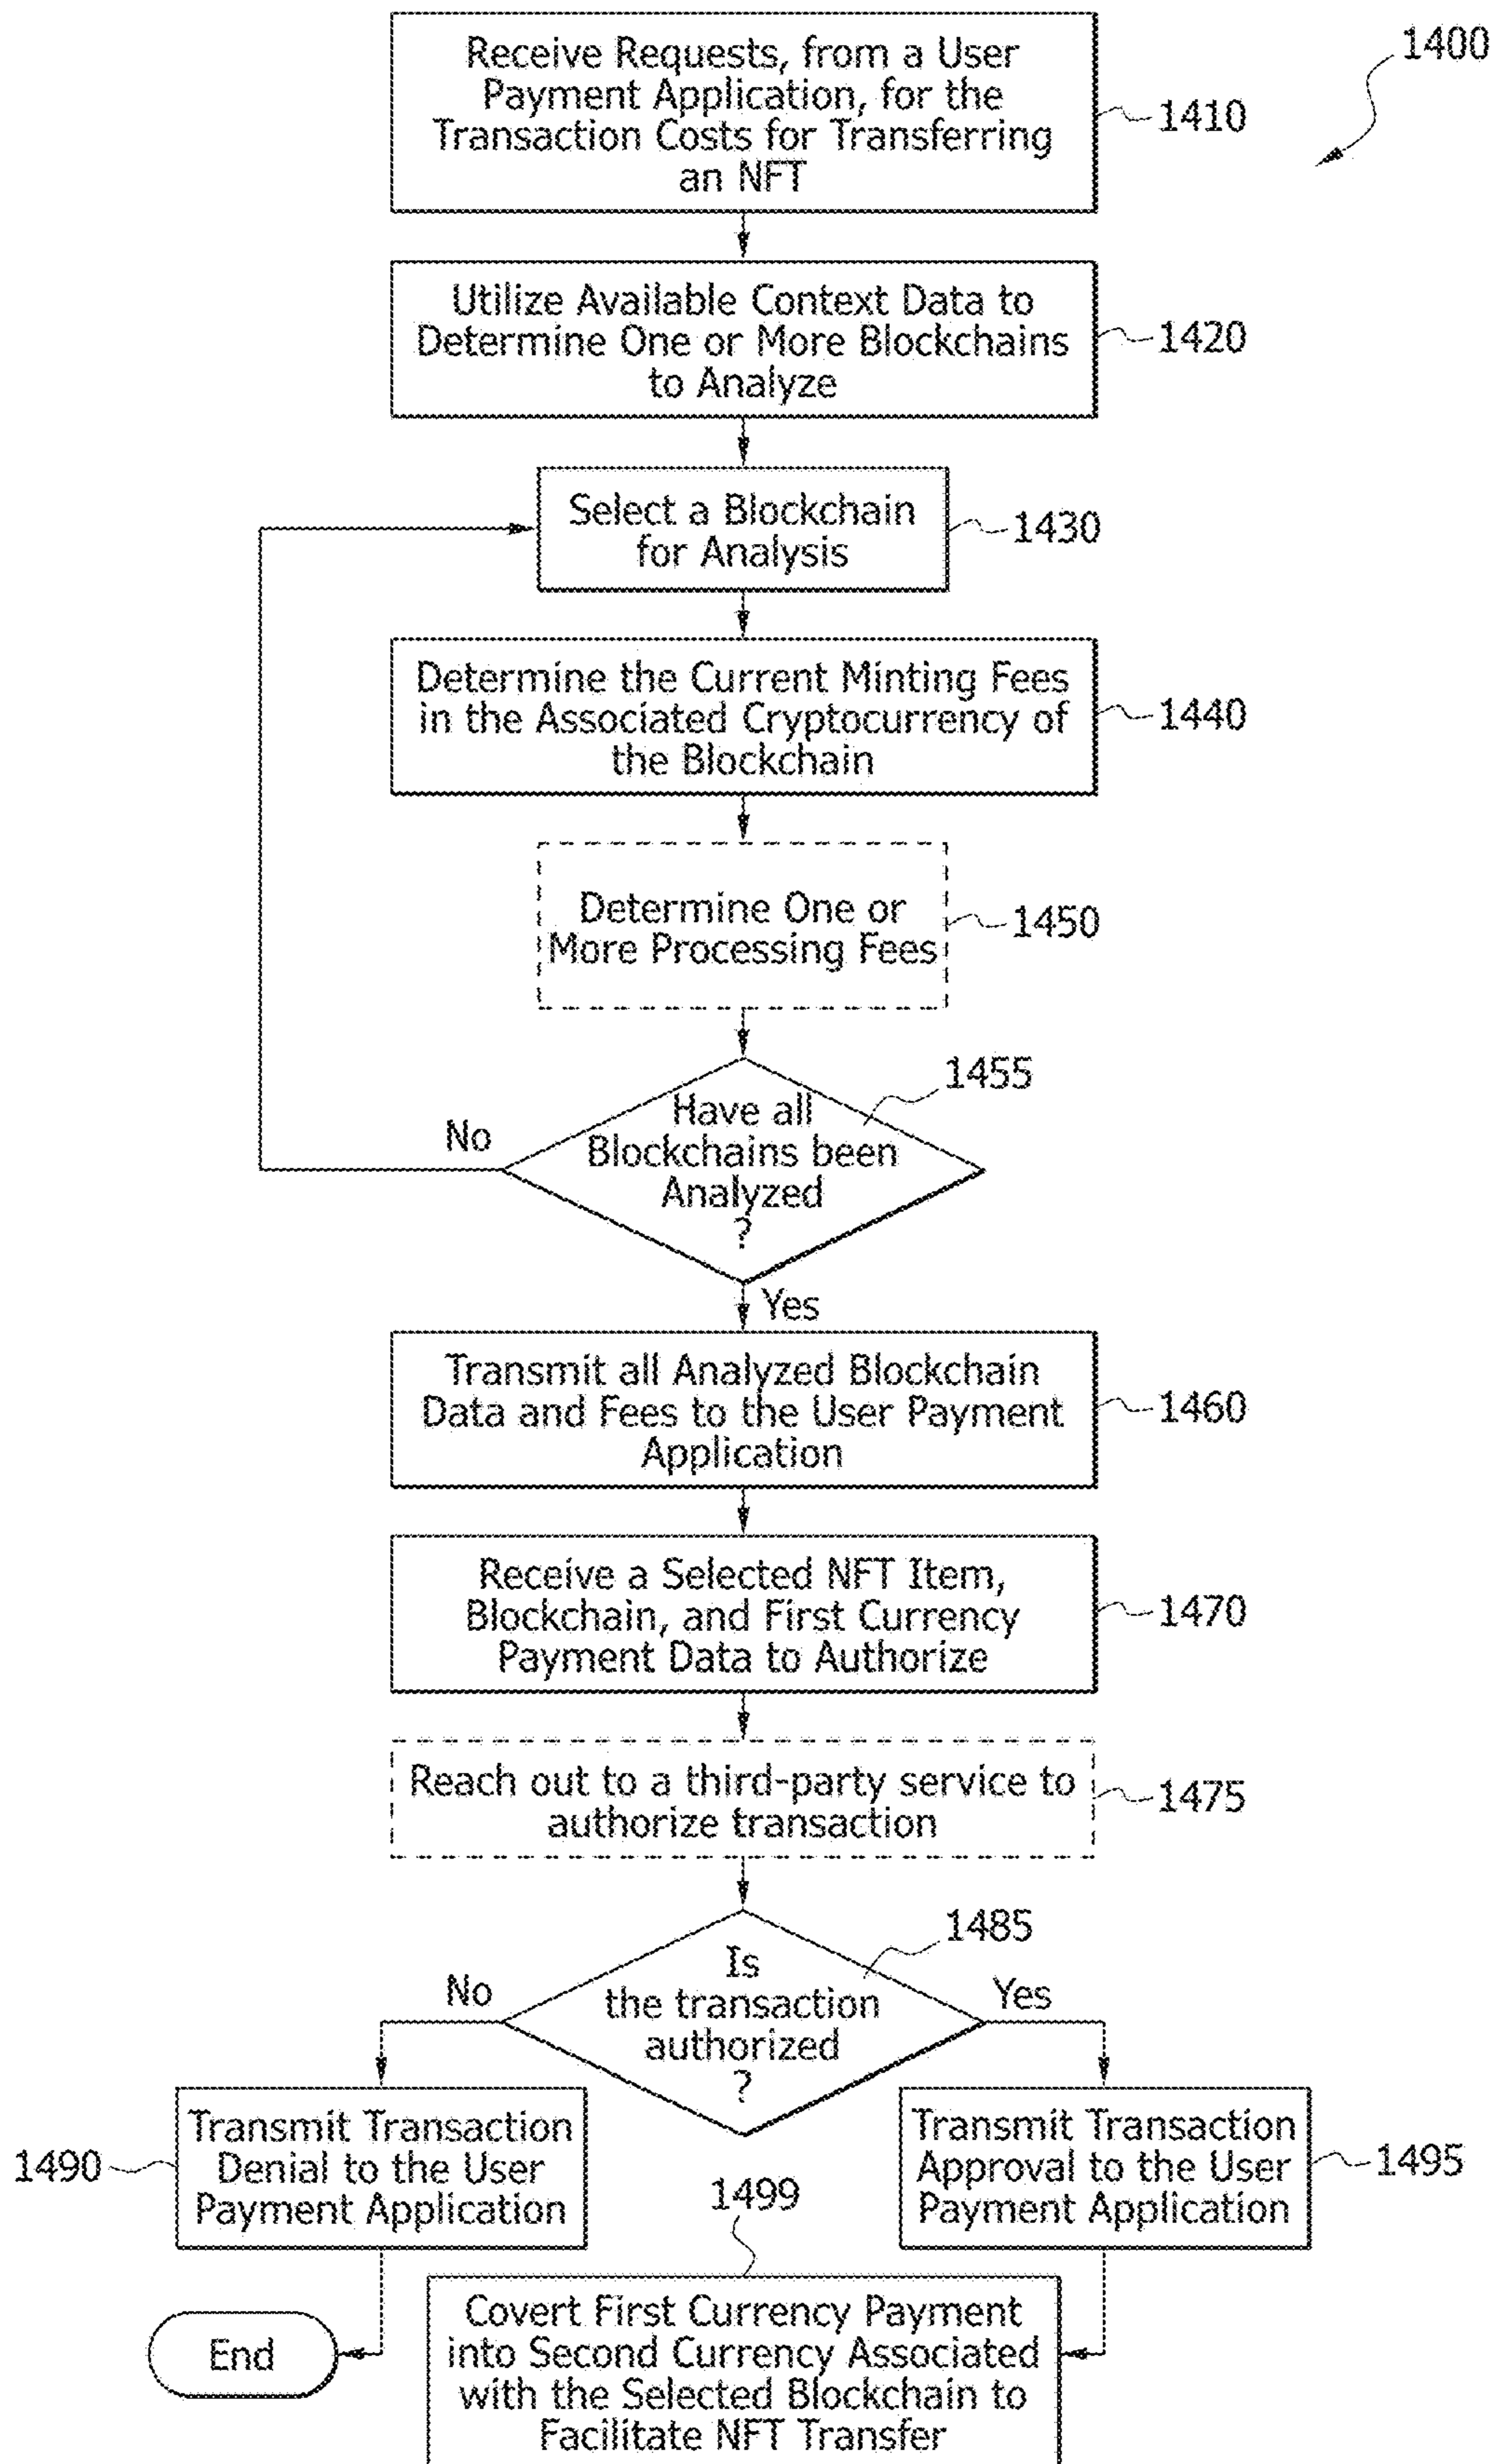 1400
Receive Requests, from a User
Payment Application, for the
Transaction Costs for Transferring
an NFT
1410
Utilize Available Context Data to
Determine One or More Blockchains
to Analyze
1420
Select a Blockchain
for Analysis
1430
Determine the Current Minting Fees
in the Associated Cryptocurrency of
the Blockchain
1440
Determine One or
More Processing Fees
1450
1455
Have all
Blockchains been
Analyzed
?
No
Yes
Transmit all Analyzed Blockchain
Data and Fees to the User Payment
Application
1460
Receive a Selected NFT Item,
Blockchain, and First Currency
Payment Data to Authorize
1470
Reach out to a third-party service to
authorize transaction
1475
1485
Is
the transaction
authorized
?
No
Yes
Transmit Transaction
Denial to the User
Payment Application
1490
Transmit Transaction
Approval to the User
Payment Application
1495
1499
End
Covert First Currency Payment
into Second Currency Associated
with the Selected Blockchain to
Facilitate NFT Transfer